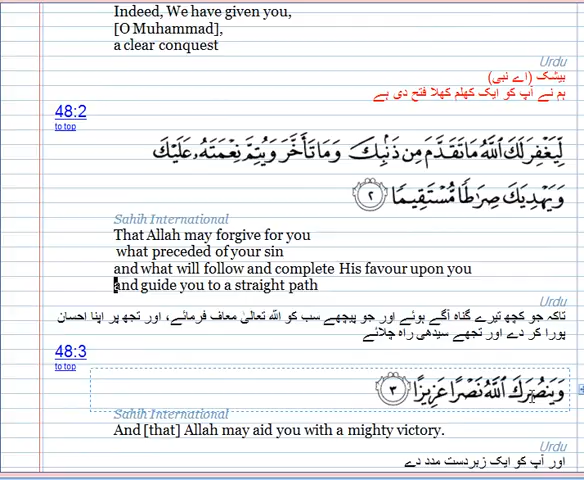 Indeed, We have given you,
[O Muhammad],
a clear conquest
Urdu
بیشک (اے نبی)
ہم نے آپ کو ایک کھلم کھلا فتح دی ہے
48:2
to top
لِّيَغْفِرَ لَكَ ٱللَّهُ مَا تَقَدَّمَ مِن ذَنۢبِكَ وَمَا تَأَخَّرَ وَيُتِمَّ نِعْمَتَهُۥ عَلَيْكَ
وَيَهْدِيَكَ صِرَٰطًا مُّسْتَقِيمًا ٢
Sahih International
That Allah may forgive for you
what preceded of your sin
and what will follow and complete His favour upon you
and guide you to a straight path
Urdu
تاکہ جو کچھ تیرے گناہ آگے ہوئے اور جو پیچھے سب کو اللہ تعالیٰ معاف فرمائے، اور تجھ پر اپنا احسان
پورا کر دے اور تجھے سیدھی راہ چلائے
48:3
to top
وَيَنصُرَكَ ٱللَّهُ نَصْرًا عَزِيزًا ٣
Sahih International
And [that] Allah may aid you with a mighty victory.
Urdu
اور آپ کو ایک زبردست مدد دے